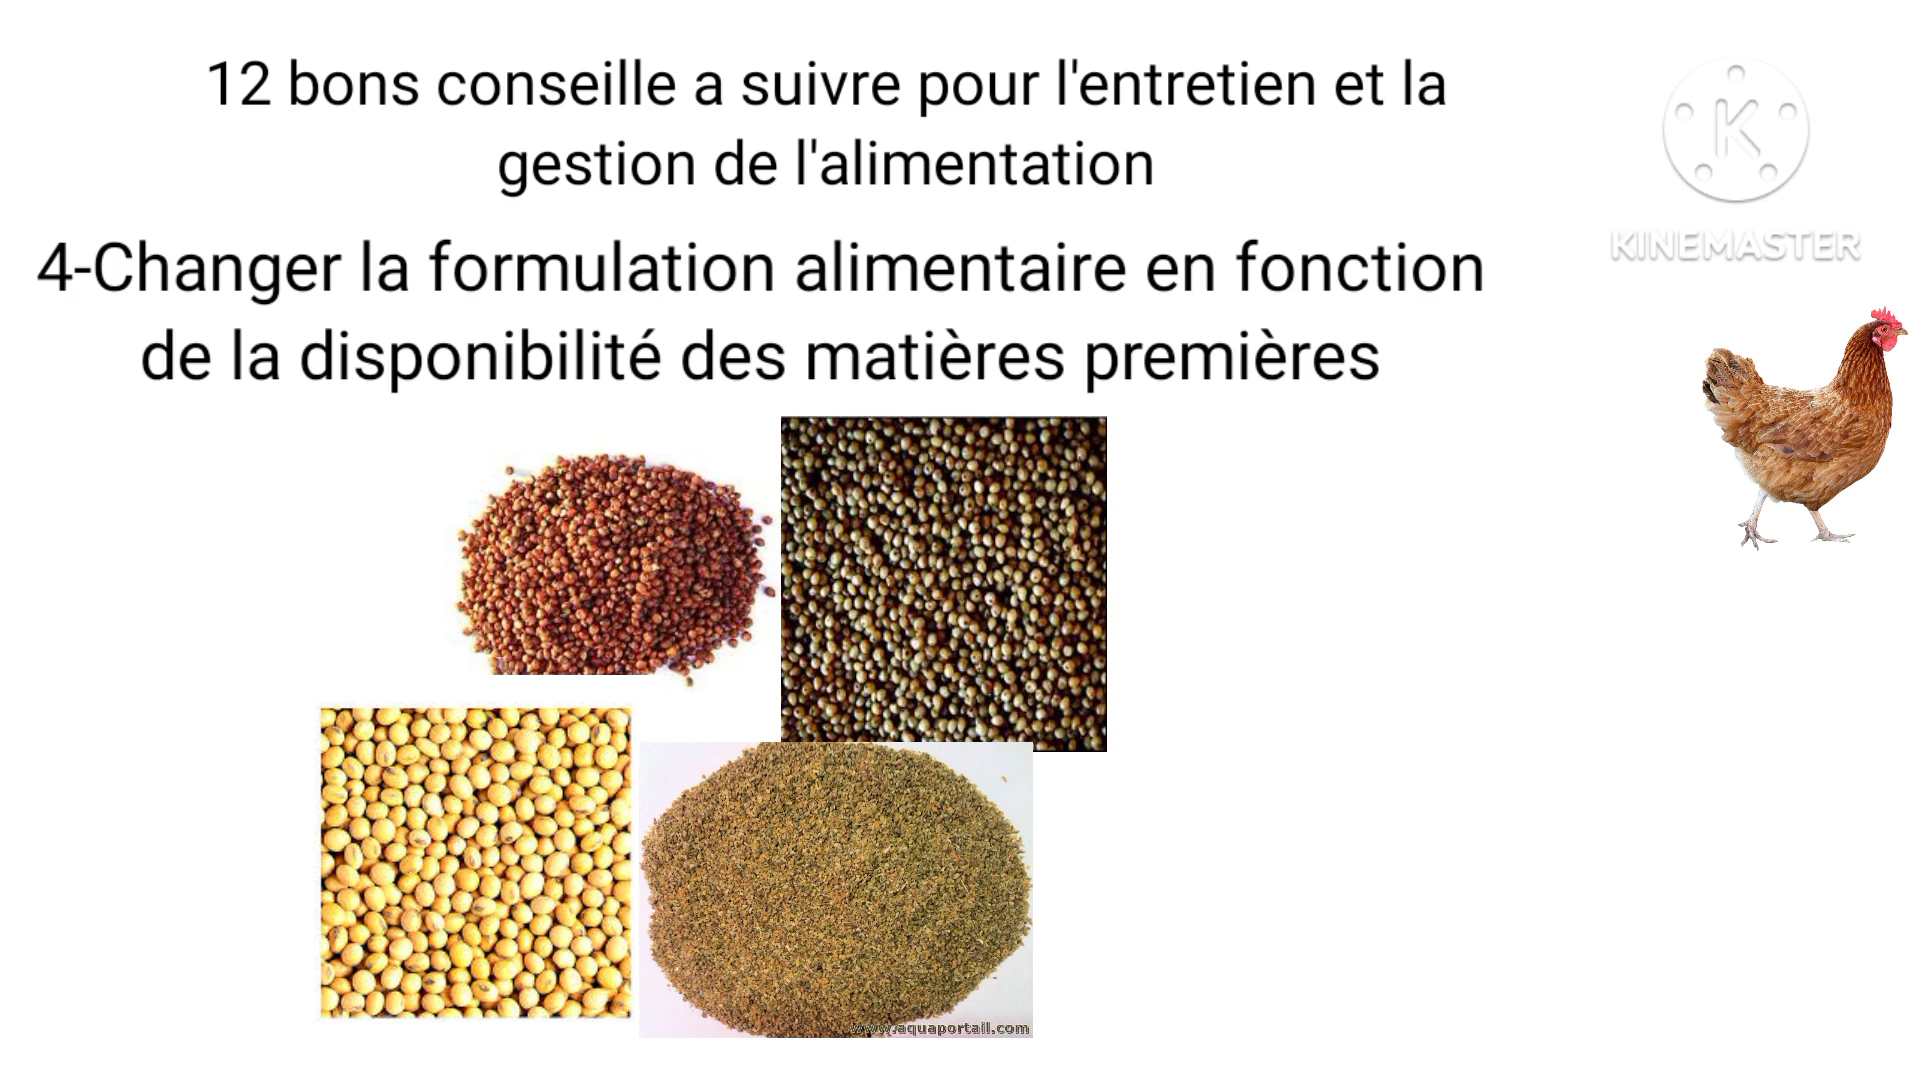 12 bons conseille a suivre pour l'entretien et la
gestion de l'alimentation
KINEMASTER
4-Changer la formulation alimentaire en fonction
de la disponibilité des matières premières
www.aquaportail.com